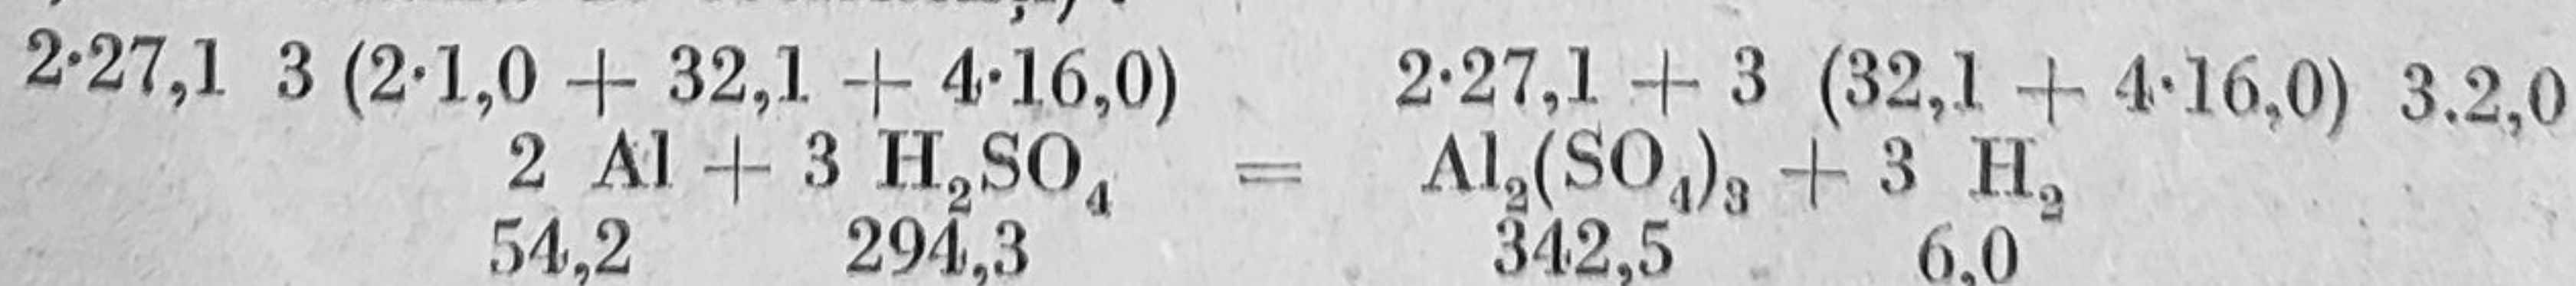 2·27,1 3 (2·1,0 + 32,1 + 4·16,0) 2·27,1 + 3 (32,1 + 4·16,0) 3.2,0
2 Al + 3 H₂SO₄ = Al₂(SO₄)₃ + 3 H₂
54,2 294,3 342,5 6,0